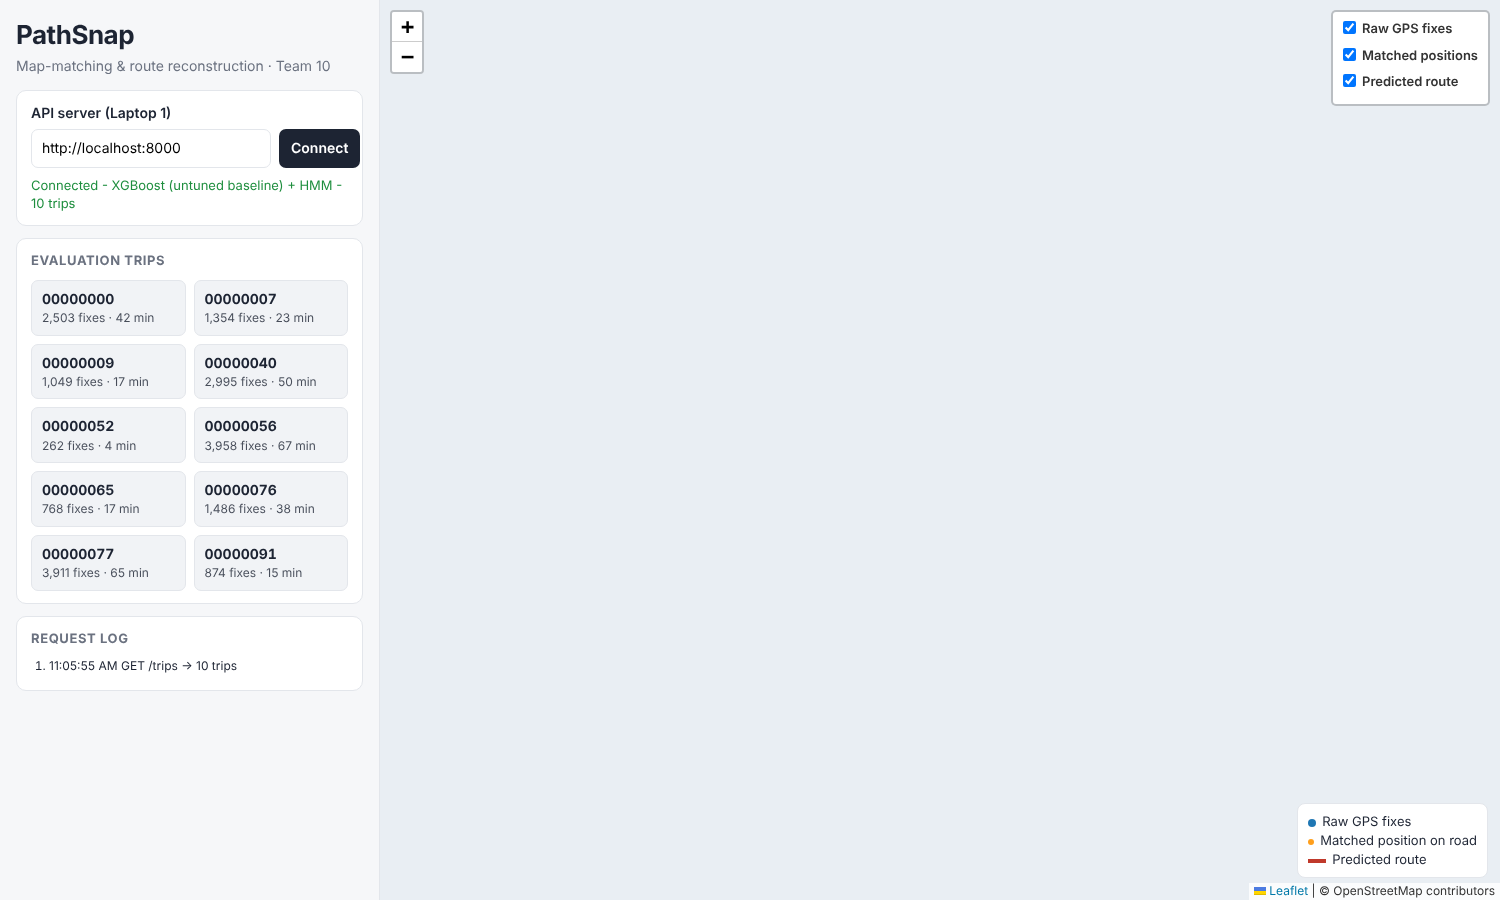 PathSnap
Map-matching & route reconstruction · Team 10
API server (Laptop 1)
http://localhost:8000
Connect
Connected - XGBoost (untuned baseline) + HMM -
10 trips
EVALUATION TRIPS
00000000
2,503 fixes · 42 min
00000007
1,354 fixes · 23 min
00000009
1,049 fixes · 17 min
00000040
2,995 fixes · 50 min
00000052
262 fixes · 4 min
00000056
3,958 fixes · 67 min
00000065
768 fixes · 17 min
00000076
1,486 fixes · 38 min
00000077
3,911 fixes · 65 min
00000091
874 fixes · 15 min
REQUEST LOG
1. 11:05:55 AM GET /trips → 10 trips
+
−
Raw GPS fixes
Matched positions
Predicted route
Raw GPS fixes
Matched position on road
Predicted route
Leaflet | © OpenStreetMap contributors